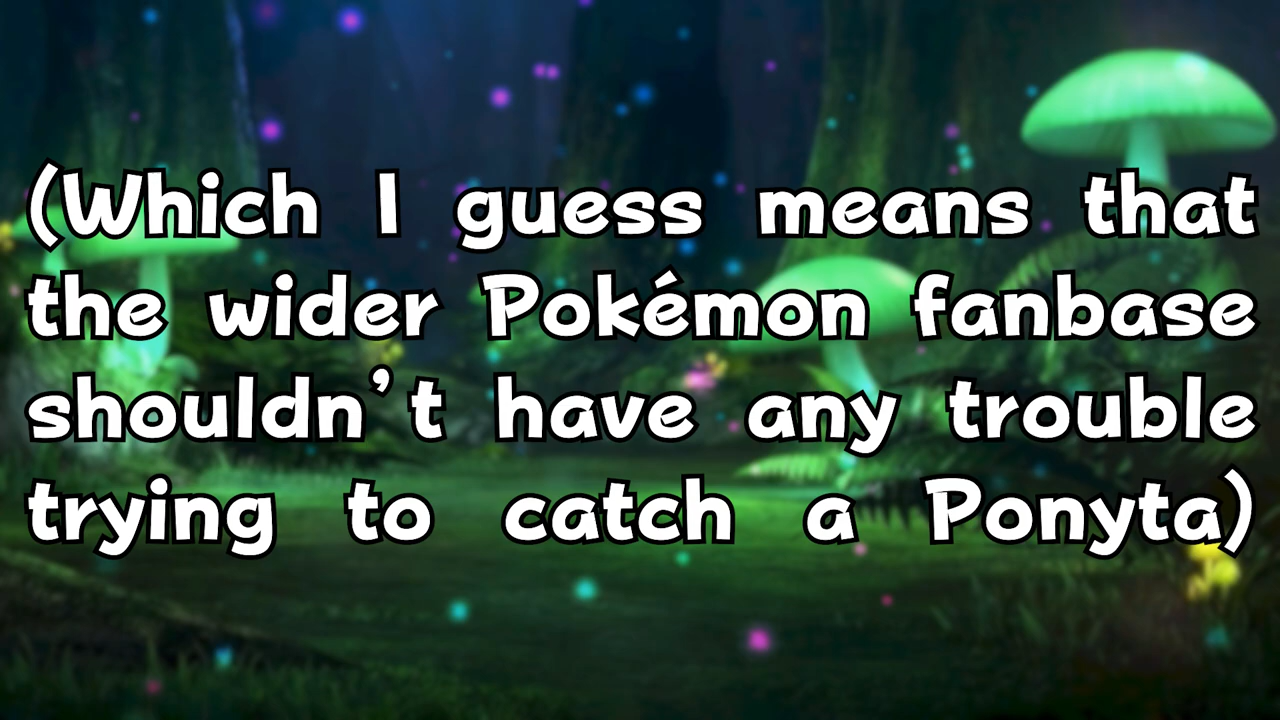 (Which I guess means that
the wider Pokémon fanbase
shouldn’t have any trouble
trying to catch a Ponyta)